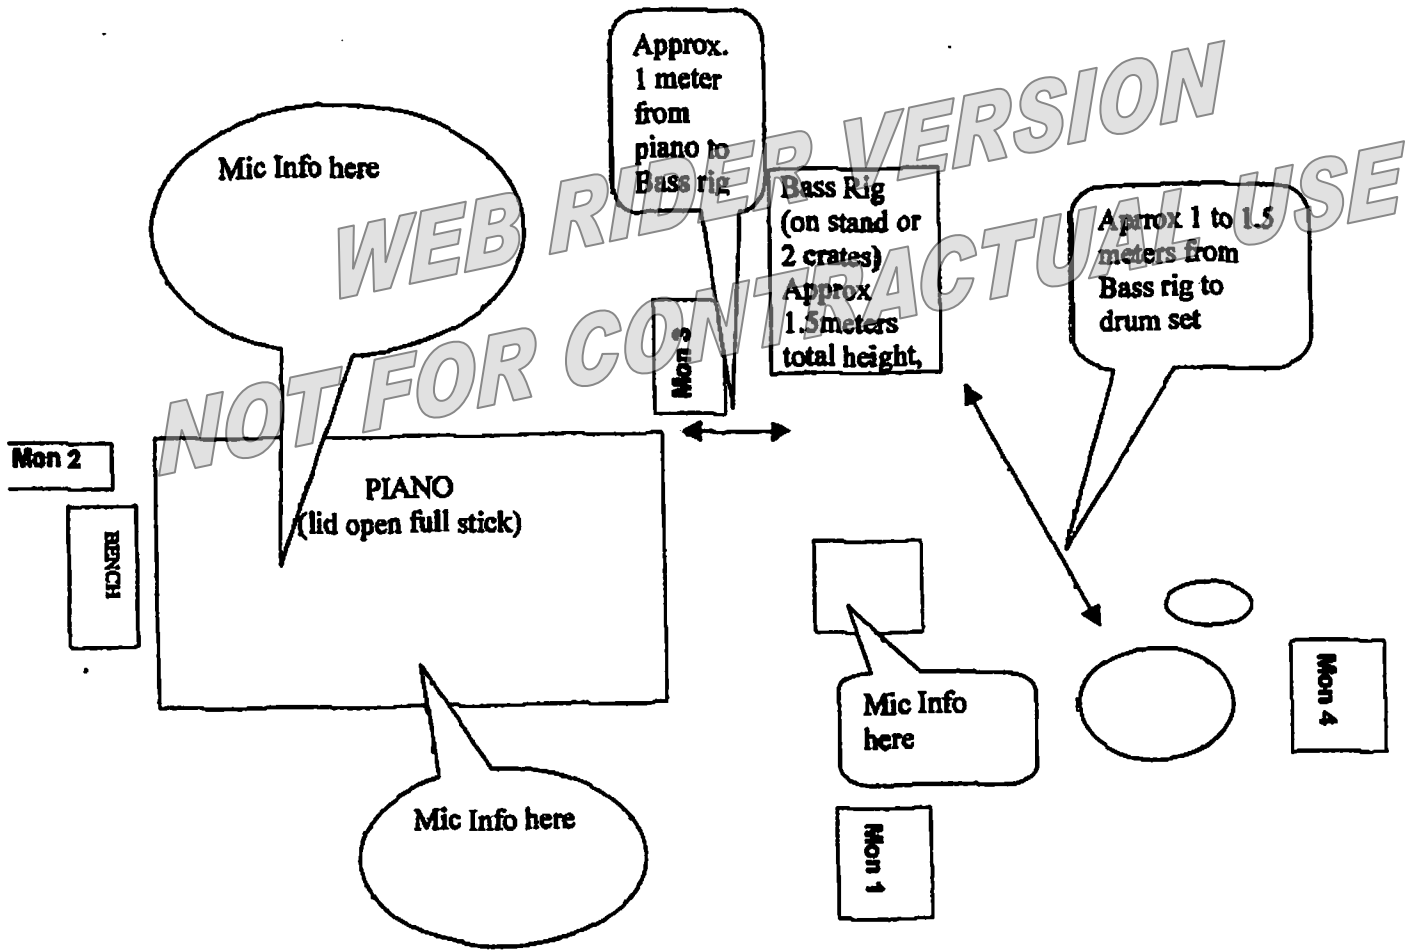 Approx.
1 meter
from
piano to
Bass rig
Mic Info here
WEB RIDER VERSION
NOT FOR CONTRACTUAL USE
Bass Rig
(on stand or
2 crates)
Approx
1.5meters
total height,
Aprrox 1 to 1.5
meters from
Bass rig to
drum set
Mon 3
Mon 2
PIANO
(lid open full stick)
BENCH
Mon 4
Mic Info
here
Mic Info here
Mon 1